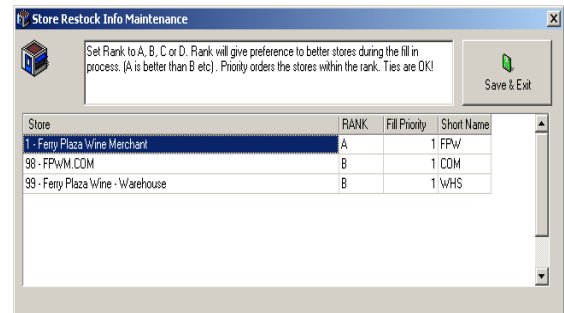 Store Restock Info Maintenance
Set Rank to A, B, C or D. Rank will give preference to better stores during the fill in
process. (A is better than B etc) . Priority orders the stores within the rank. Ties are OK!
Save & Exit
Store RANK Fill Priority Short Name
1 - Ferry Plaza Wine Merchant A 1 FPW
98 - FPWM.COM B 1 COM
99 - Ferry Plaza Wine - Warehouse B 1 WHS